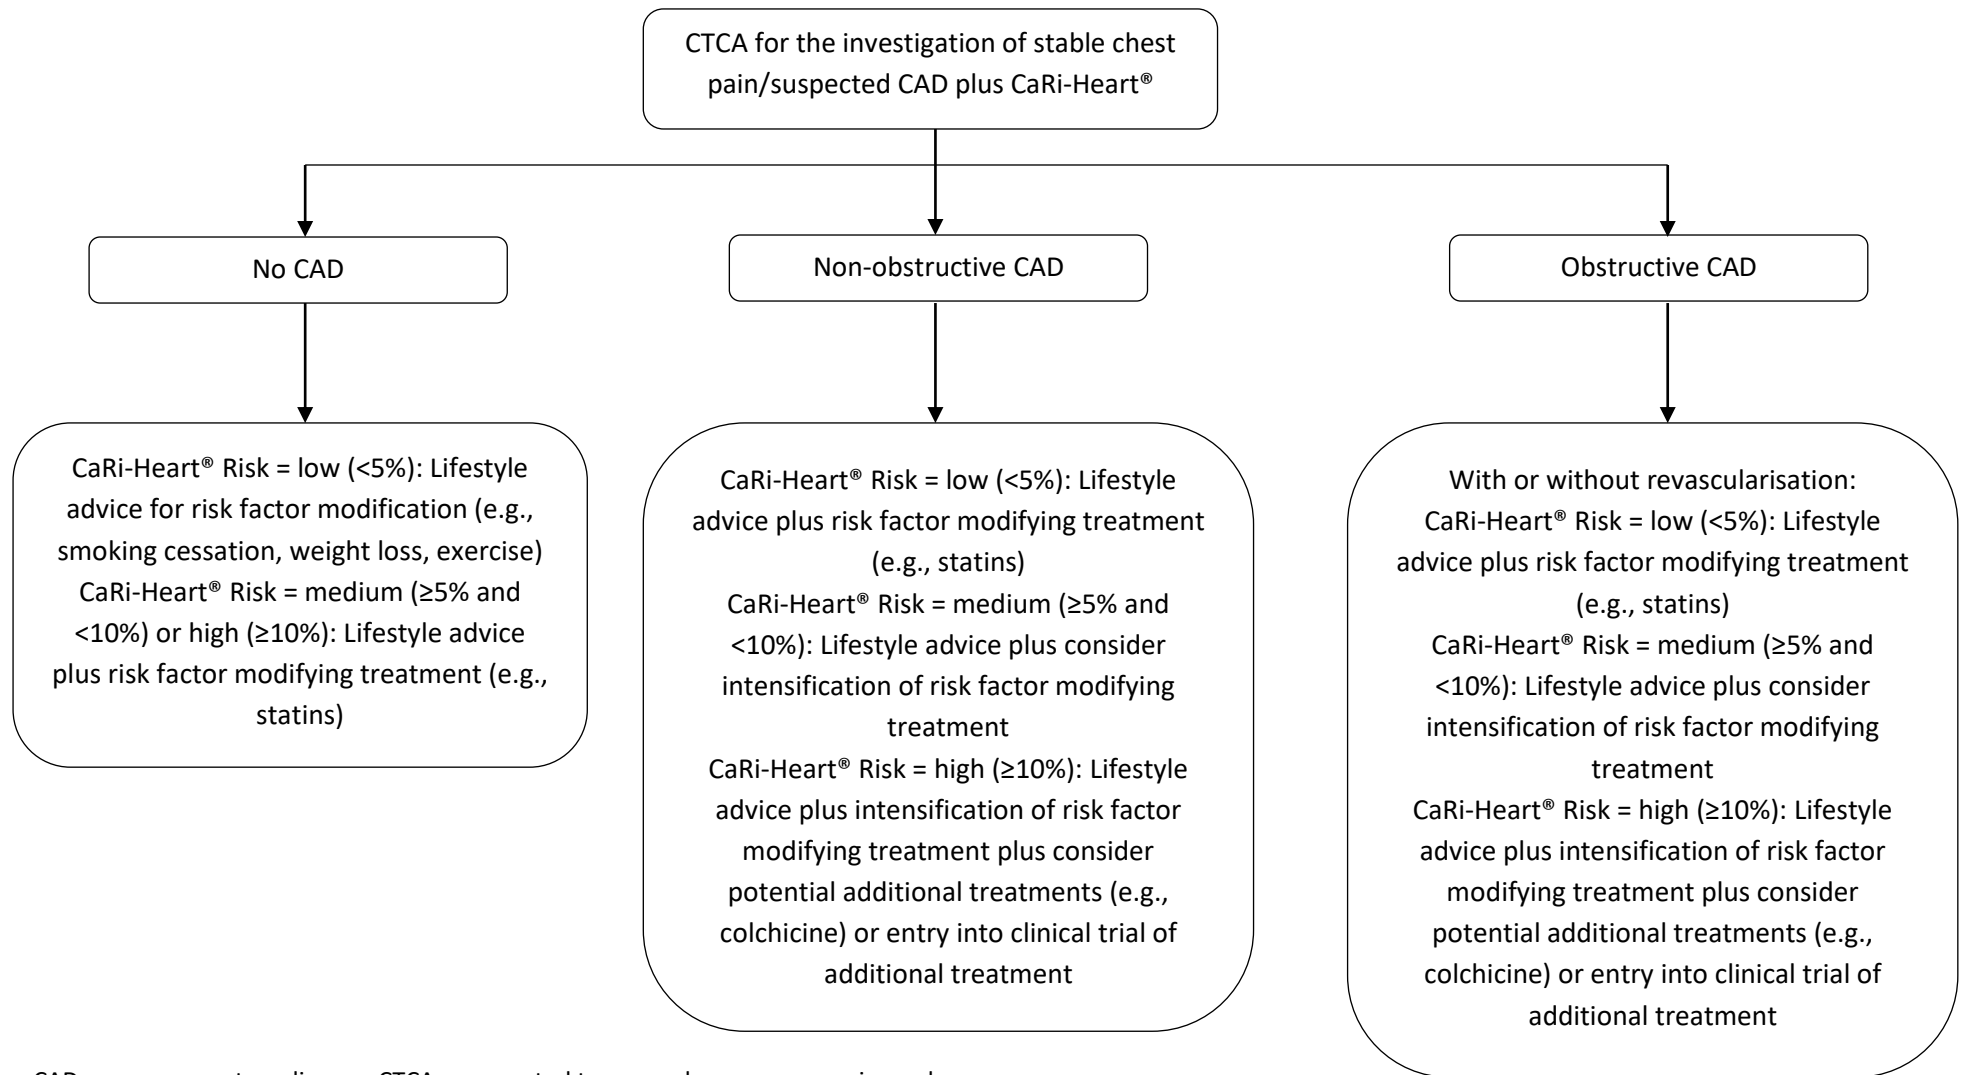 CTCA for the investigation of stable chest
pain/suspected CAD plus CaRi-Heart®
No CAD
Non-obstructive CAD
Obstructive CAD
CaRi-Heart® Risk = low (<5%): Lifestyle
advice for risk factor modification (e.g.,
smoking cessation, weight loss, exercise)
CaRi-Heart® Risk = medium (≥5% and
<10%) or high (≥10%): Lifestyle advice
plus risk factor modifying treatment (e.g.,
statins)
CaRi-Heart® Risk = low (<5%): Lifestyle
advice plus risk factor modifying treatment
(e.g., statins)
CaRi-Heart® Risk = medium (≥5% and
<10%): Lifestyle advice plus consider
intensification of risk factor modifying
treatment
CaRi-Heart® Risk = high (≥10%): Lifestyle
advice plus intensification of risk factor
modifying treatment plus consider
potential additional treatments (e.g.,
colchicine) or entry into clinical trial of
additional treatment
With or without revascularisation:
CaRi-Heart® Risk = low (<5%): Lifestyle
advice plus risk factor modifying treatment
(e.g., statins)
CaRi-Heart® Risk = medium (≥5% and
<10%): Lifestyle advice plus consider
intensification of risk factor modifying
treatment
CaRi-Heart® Risk = high (≥10%): Lifestyle
advice plus intensification of risk factor
modifying treatment plus consider
potential additional treatments (e.g.,
colchicine) or entry into clinical trial of
additional treatment